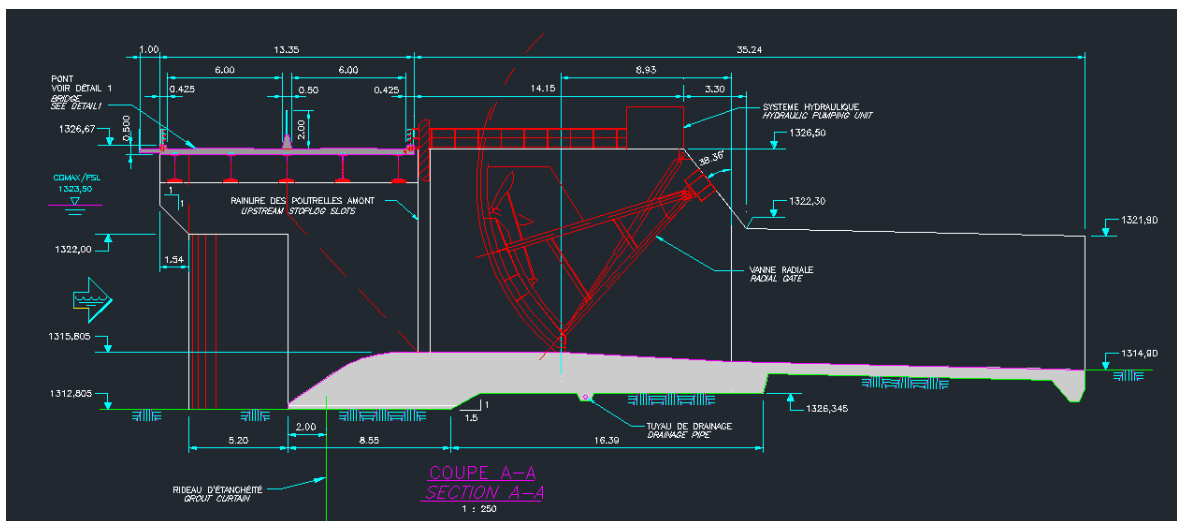 1.00
13.35
35.24
6.00
6.00
8.93
PONT
VOIR DÉTAIL 1
BRIDGE
SEE DETAIL1
0.425
0.50
0.425
14.15
3.30
2.00
SYSTEME HYDRAULIQUE
HYDRAULIC PUMPING UNIT
1326,67
0.500
1326,50
38.36°
CGMAX/FSL
1323,50
1
1
RAINURE DES POUTRELLES AMONT
UPSTREAM STOPLOG SLOTS
1322,30
1321,90
1322,00
1.54
VANNE RADIALE
RADIAL GATE
1315,805
1314,90
1312,805
1
1.5
1326,345
2.00
TUYAU DE DRAINAGE
DRAINAGE PIPE
5.20
8.55
16.39
COUPE A-A
SECTION A-A
1 : 250
RIDEAU D'ÉTANCHÉITÉ
GROUT CURTAIN